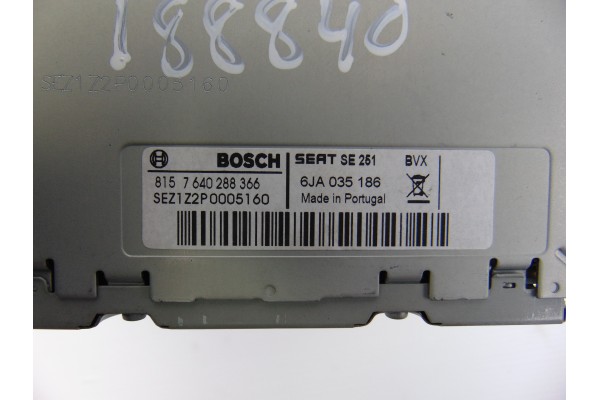 188840
SEZ1Z2P0005160
BOSCH SEAT SE 251 BVX
815 7 640 288 366 6JA 035 186
SEZ1Z2P0005160 Made in Portugal